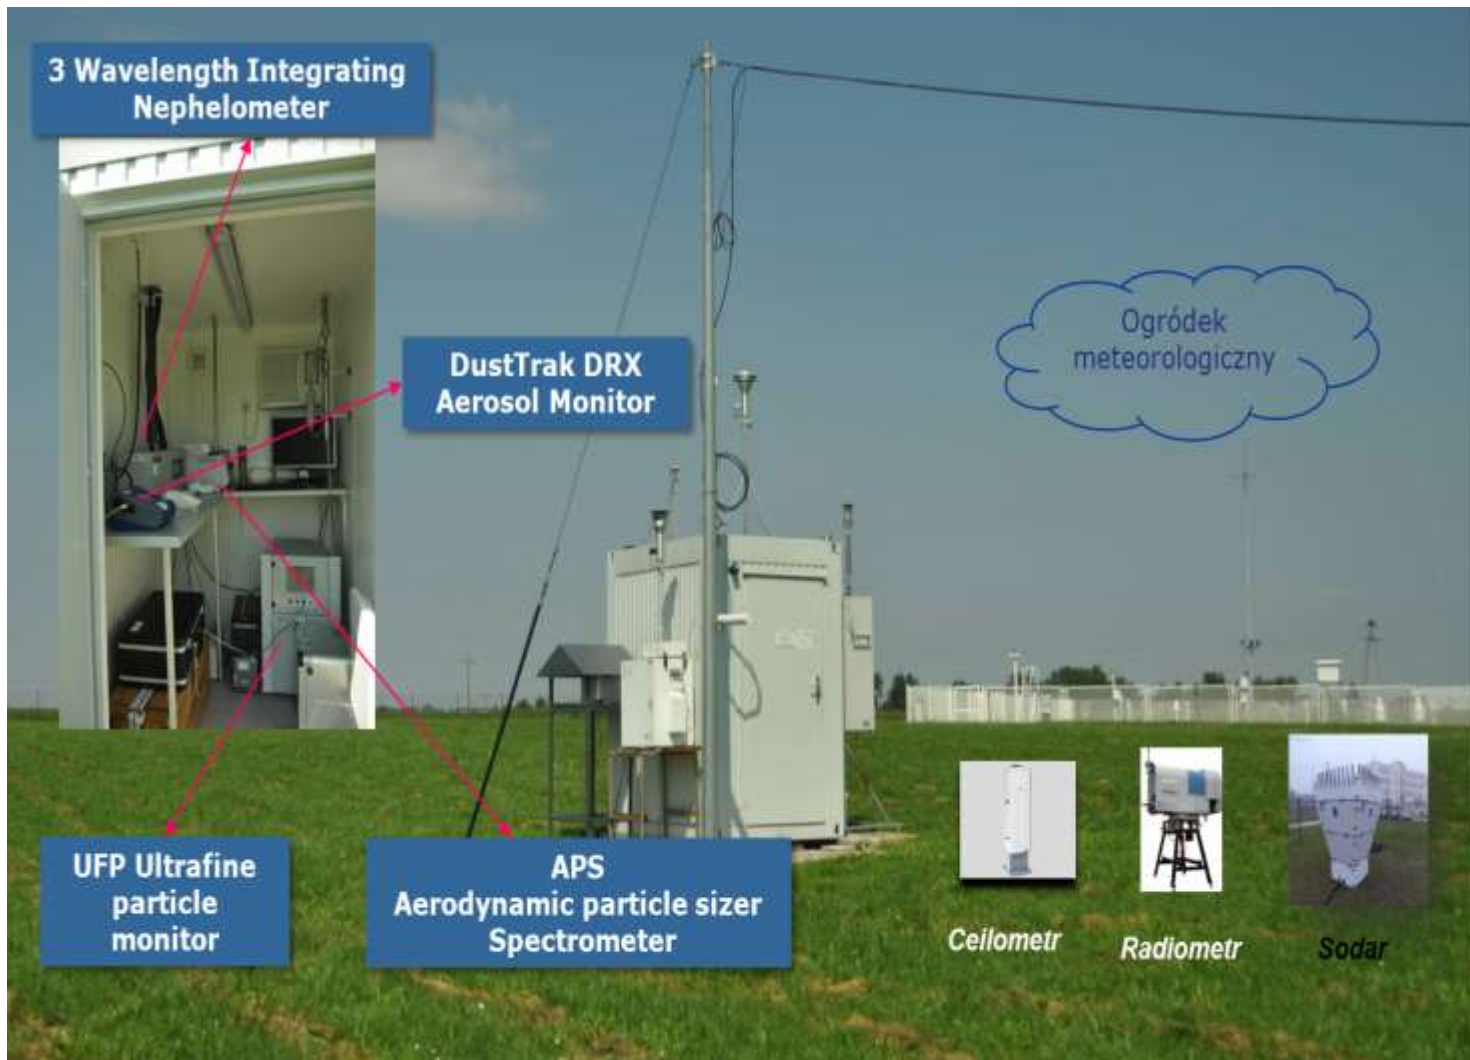 3 Wavelength Integrating
Nephelometer
Ogródek
meteorologiczny
DustTrak DRX
Aerosol Monitor
UFP Ultrafine
particle
monitor
APS
Aerodynamic particle sizer
Spectrometer
Ceilometr
Radiometr
Sodar